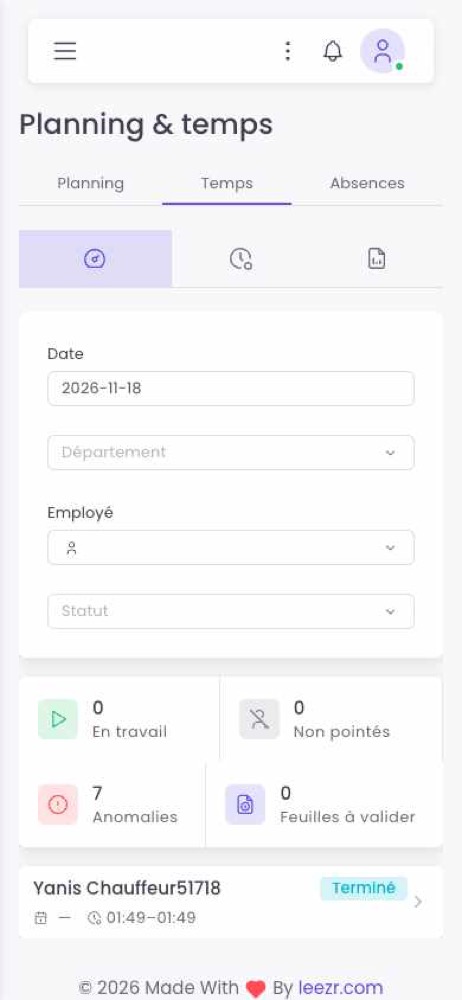 Planning & temps
Planning Temps Absences
Date
2026-11-18
Département
Employé
Statut
0
En travail
0
Non pointés
7
Anomalies
0
Feuilles à valider
Yanis Chauffeur51718
Terminé
— 01:49–01:49
© 2026 Made With ❤ By leezr.com